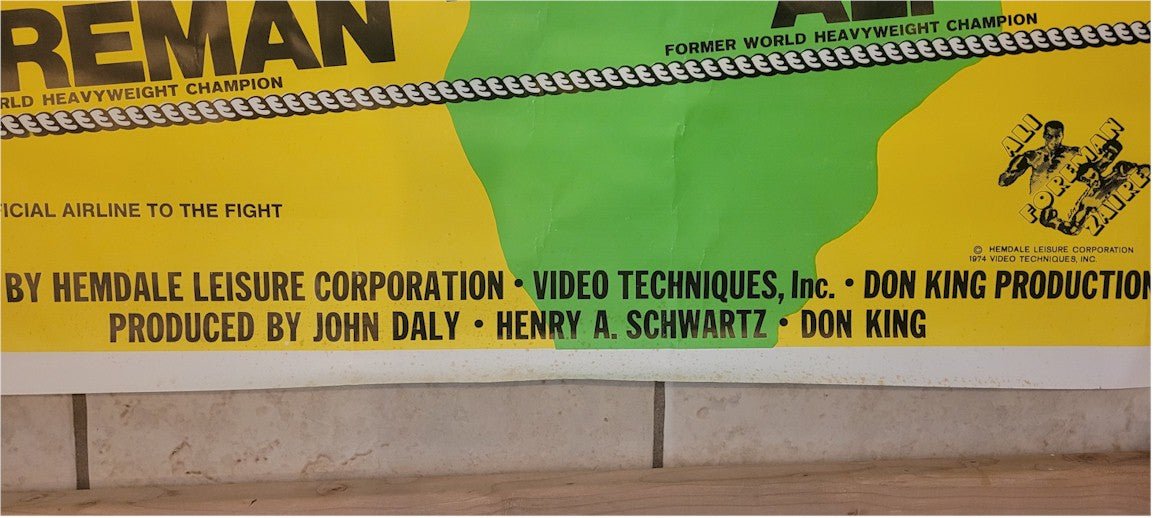 REMAN
ALI
RLD HEAVYWEIGHT CHAMPION
FORMER WORLD HEAVYWEIGHT CHAMPION
ALI
FOREMAN
ZAIRE
FICIAL AIRLINE TO THE FIGHT
© HEMDALE LEISURE CORPORATION
1974 VIDEO TECHNIQUES, INC.
BY HEMDALE LEISURE CORPORATION • VIDEO TECHNIQUES, Inc. • DON KING PRODUCTION
PRODUCED BY JOHN DALY • HENRY A. SCHWARTZ • DON KING